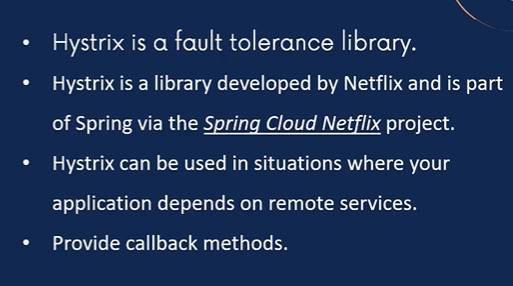 • Hystrix is a fault tolerance library.
• Hystrix is a library developed by Netflix and is part
of Spring via the Spring Cloud Netflix project.
• Hystrix can be used in situations where your
application depends on remote services.
• Provide callback methods.